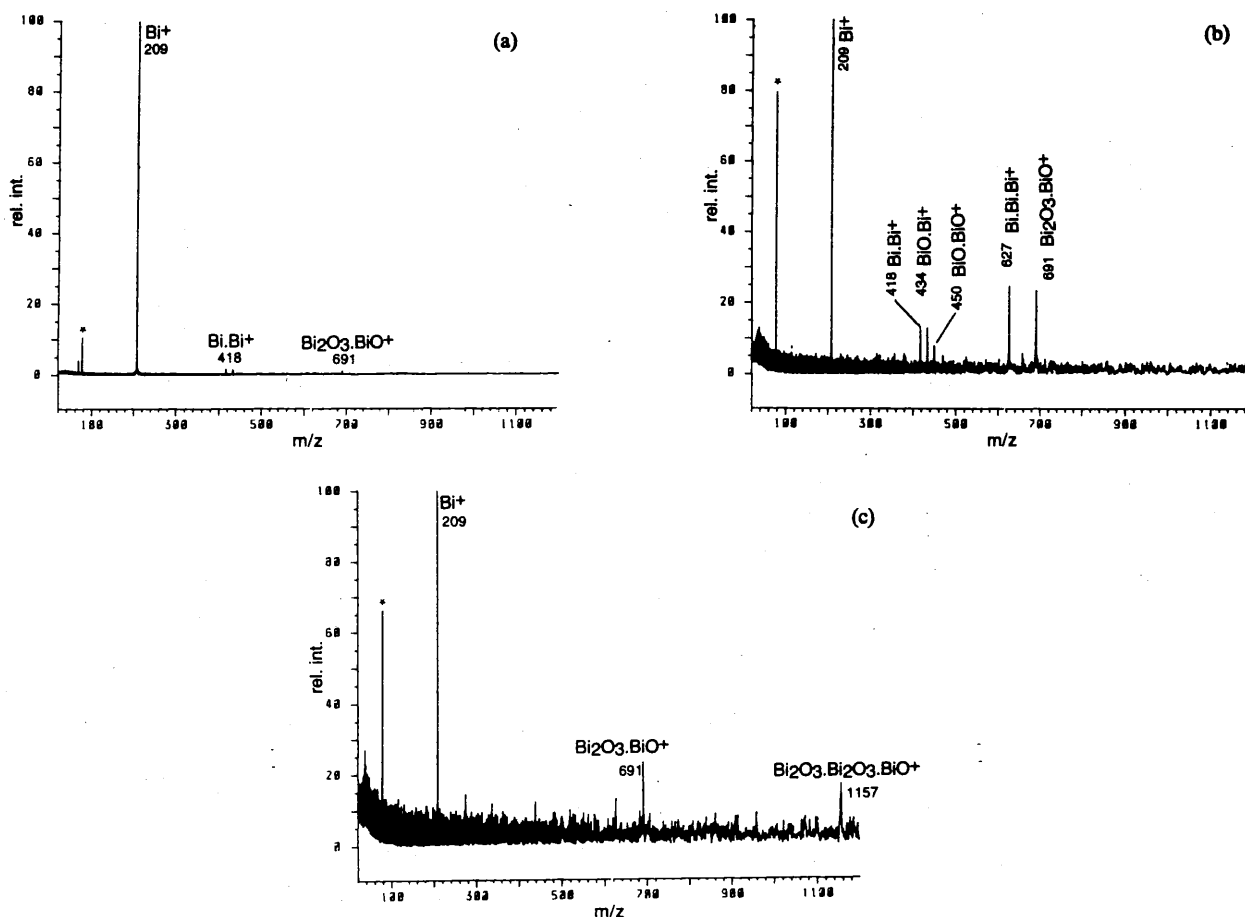 (a)
100
80
60
40
20
0
rel. int.
Bi+
209
*
Bi.Bi+
418
Bi2O3.BiO+
691
100 300 500 700 900 1100
m/z
(b)
100
80
60
40
20
0
rel. int.
*
209 Bi+
418 Bi.Bi+
434 BiO.Bi+
450 BiO.BiO+
627 Bi.Bi.Bi+
691 Bi2O3.BiO+
100 300 500 700 900 1100
m/z
(c)
100
80
60
40
20
0
rel. int.
Bi+
209
*
Bi2O3.BiO+
691
Bi2O3.Bi2O3.BiO+
1157
100 300 500 700 900 1100
m/z